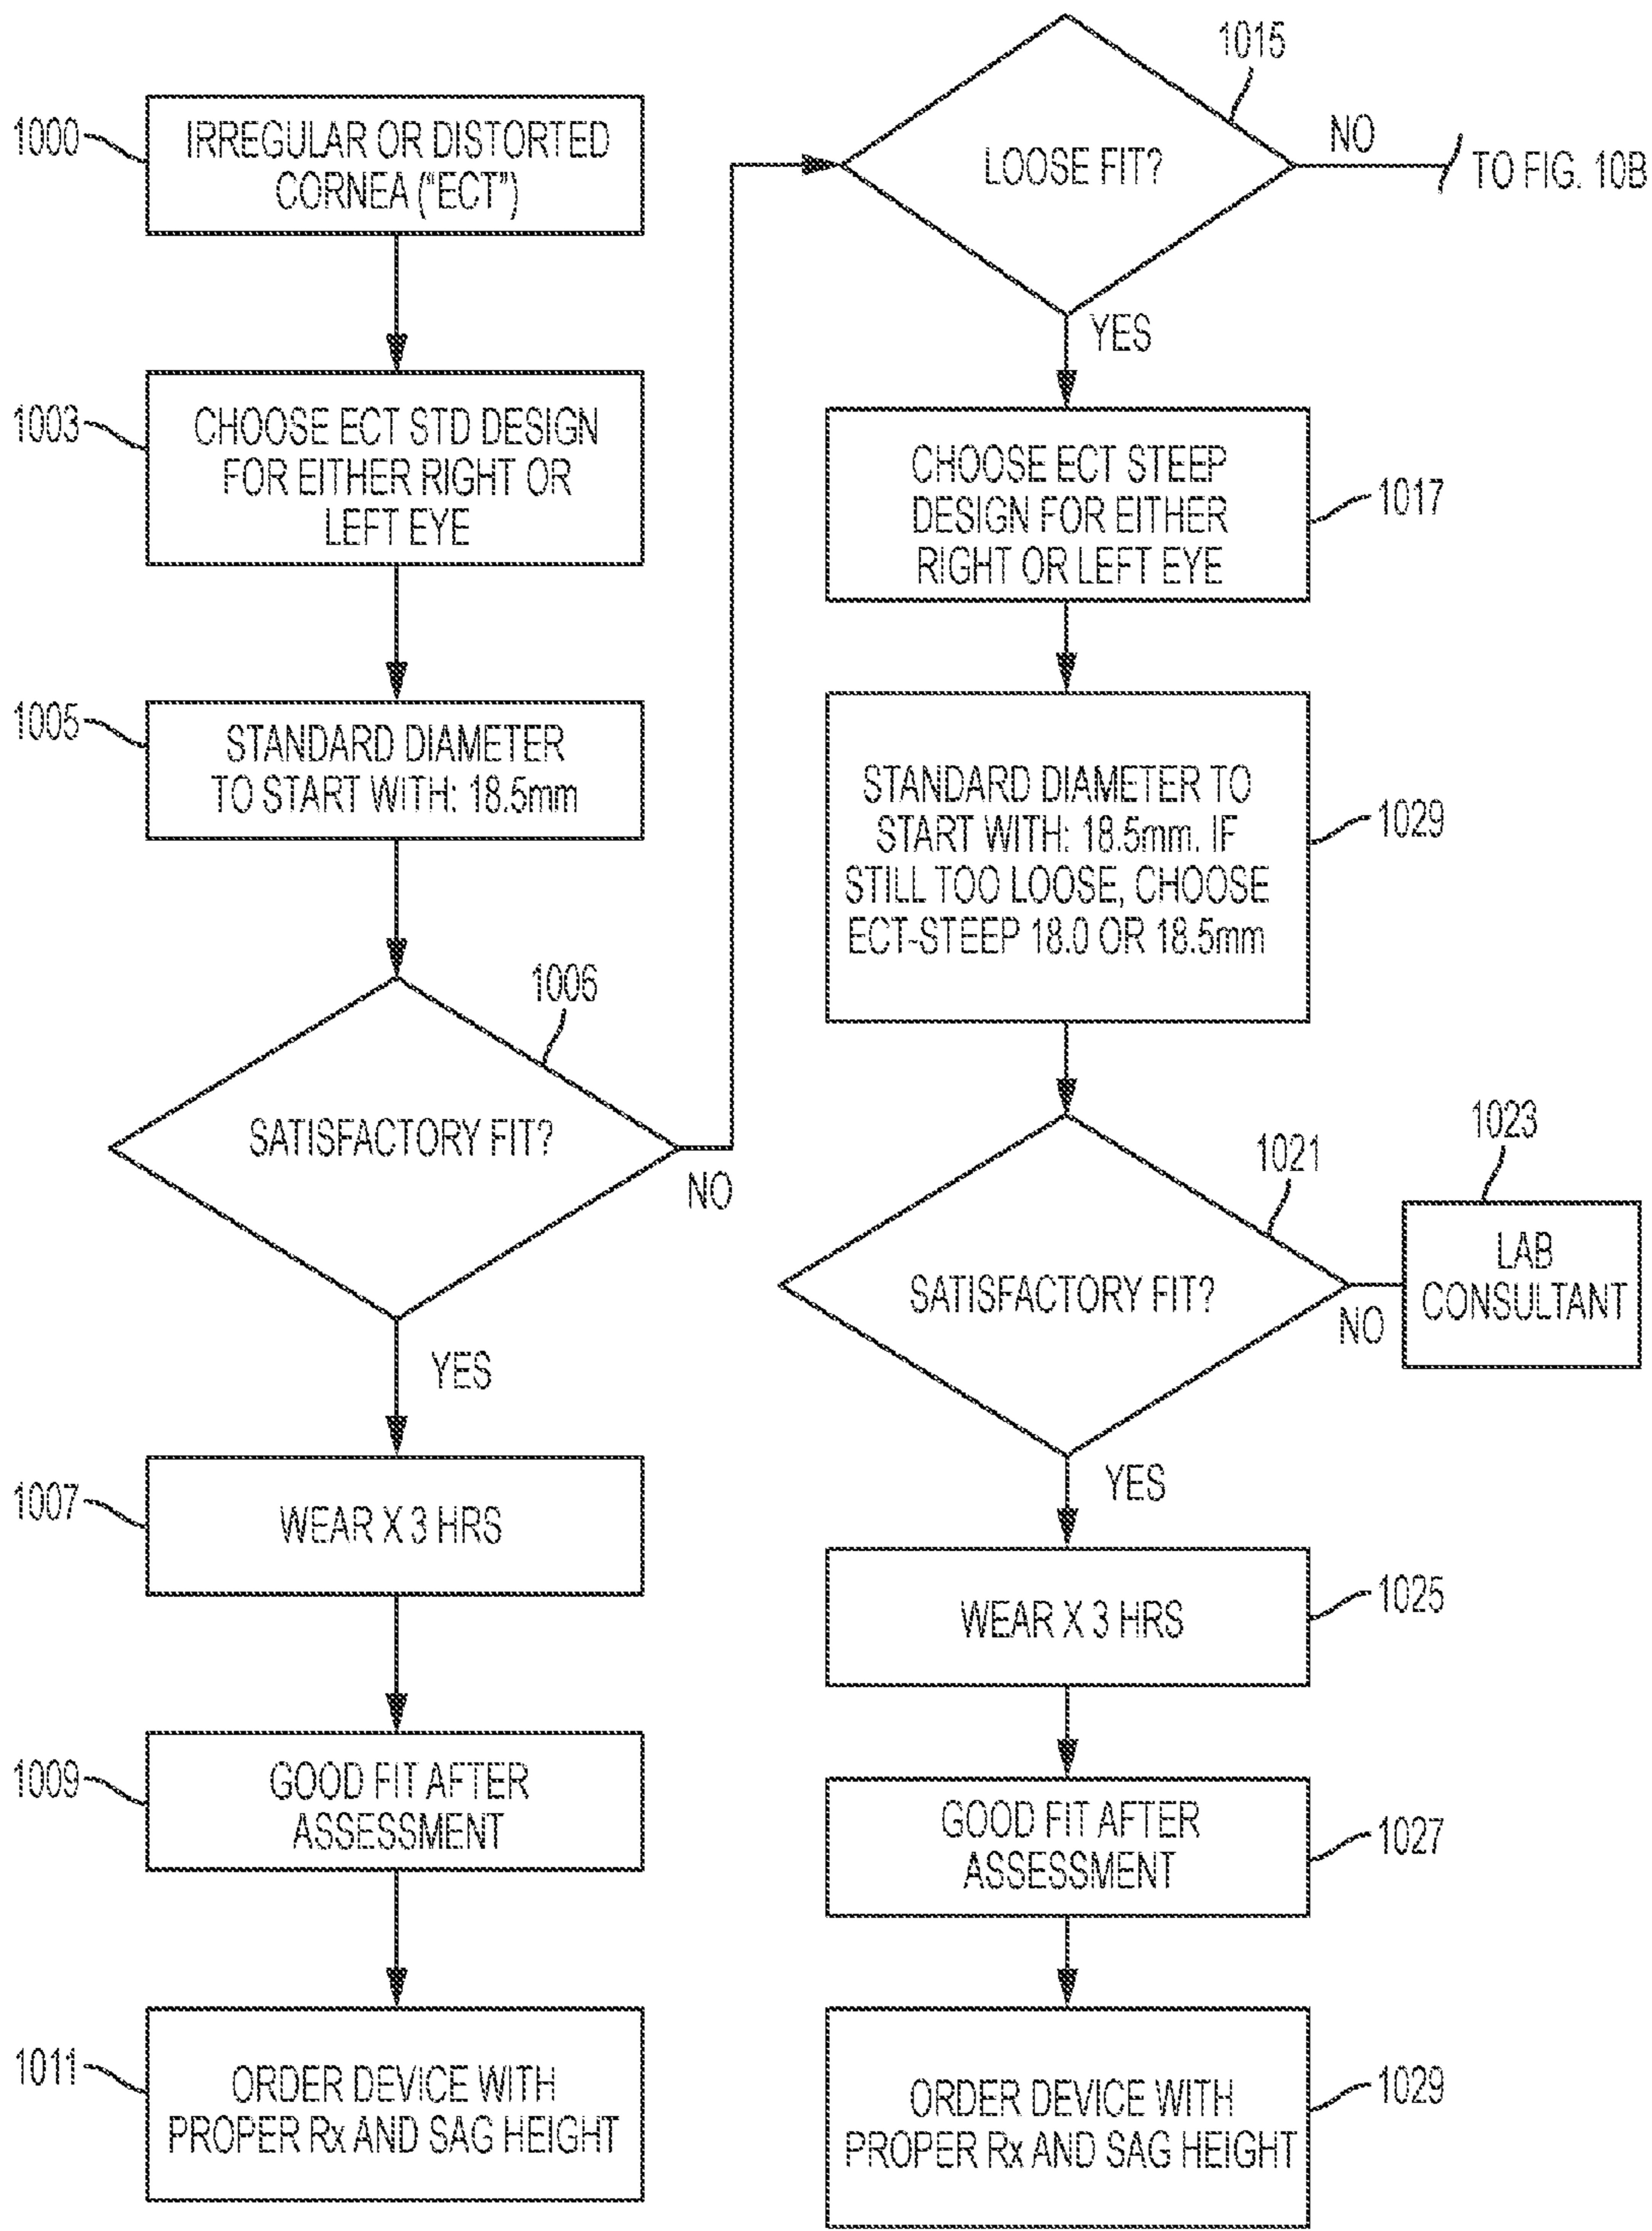 1000
IRREGULAR OR DISTORTED
CORNEA ("ECT")
1003
CHOOSE ECT STD DESIGN
FOR EITHER RIGHT OR
LEFT EYE
1005
STANDARD DIAMETER
TO START WITH: 18.5mm
1006
SATISFACTORY FIT?
NO
YES
1007
WEAR X 3 HRS
1009
GOOD FIT AFTER
ASSESSMENT
1011
ORDER DEVICE WITH
PROPER Rx AND SAG HEIGHT
1015
LOOSE FIT?
NO
TO FIG. 10B
YES
CHOOSE ECT STEEP
DESIGN FOR EITHER
RIGHT OR LEFT EYE
1017
STANDARD DIAMETER TO
START WITH: 18.5mm. IF
STILL TOO LOOSE, CHOOSE
ECT-STEEP 18.0 OR 18.5mm
1029
1021
SATISFACTORY FIT?
NO
1023
LAB
CONSULTANT
YES
WEAR X 3 HRS
1025
GOOD FIT AFTER
ASSESSMENT
1027
ORDER DEVICE WITH
PROPER Rx AND SAG HEIGHT
1029